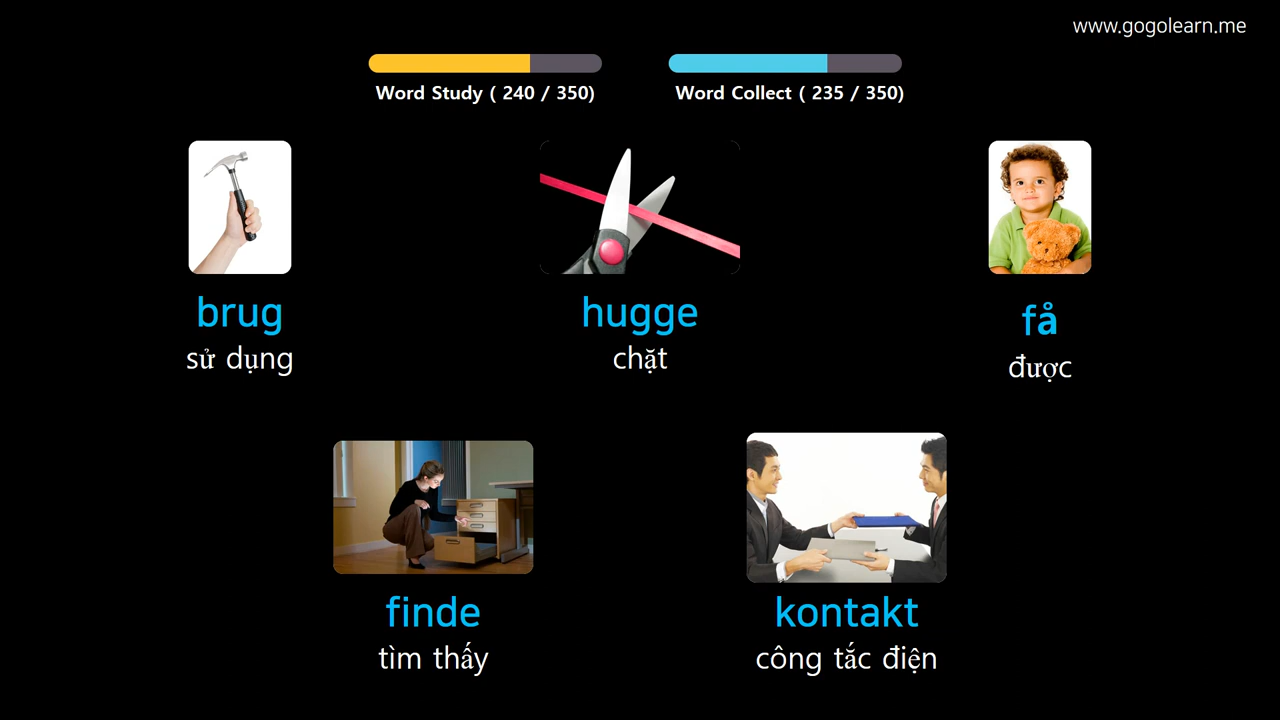 www.gogolearn.me
Word Study ( 240 / 350)
Word Collect ( 235 / 350)
brug
sử dụng
hugge
chặt
få
được
finde
tìm thấy
kontakt
công tắc điện